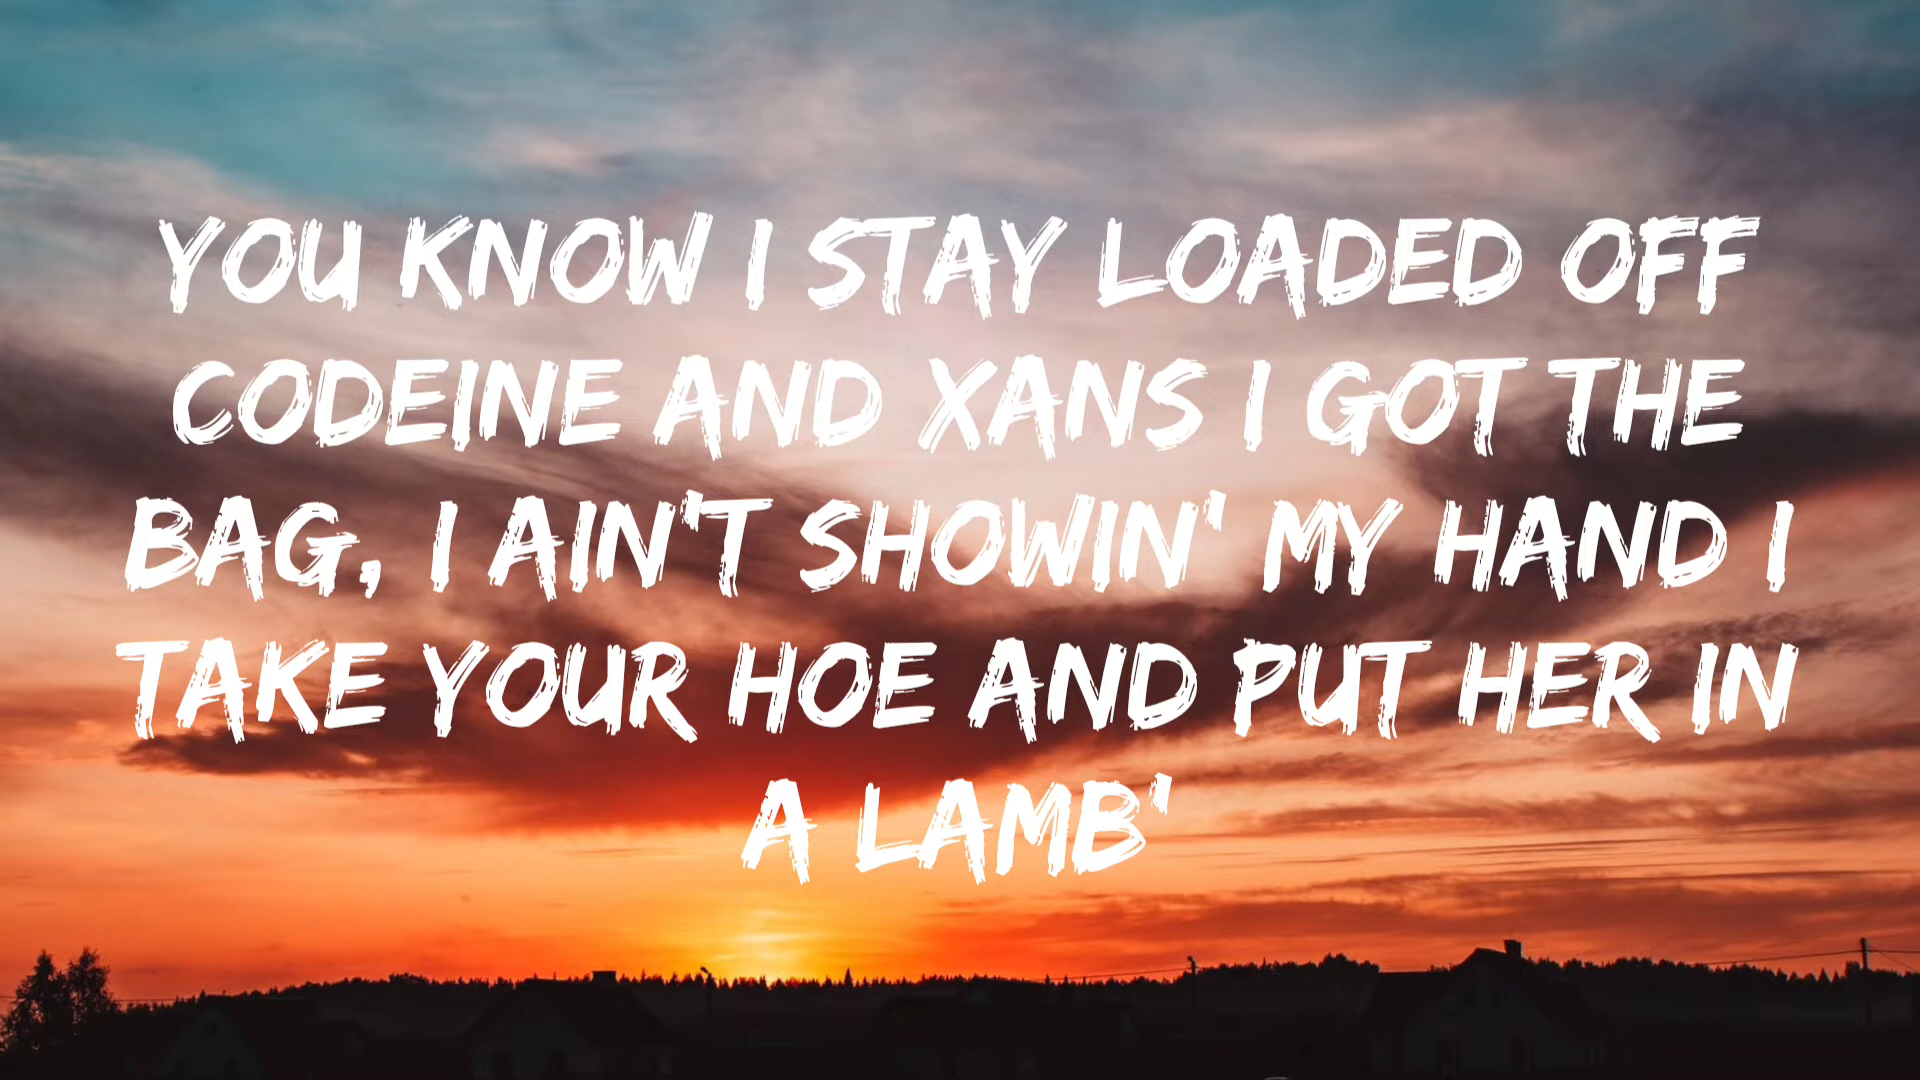 YOU KNOW I STAY LOADED OFF
CODEINE AND XANS I GOT THE
BAG, I AIN'T SHOWIN' MY HAND I
TAKE YOUR HOE AND PUT HER IN
A LAMB'